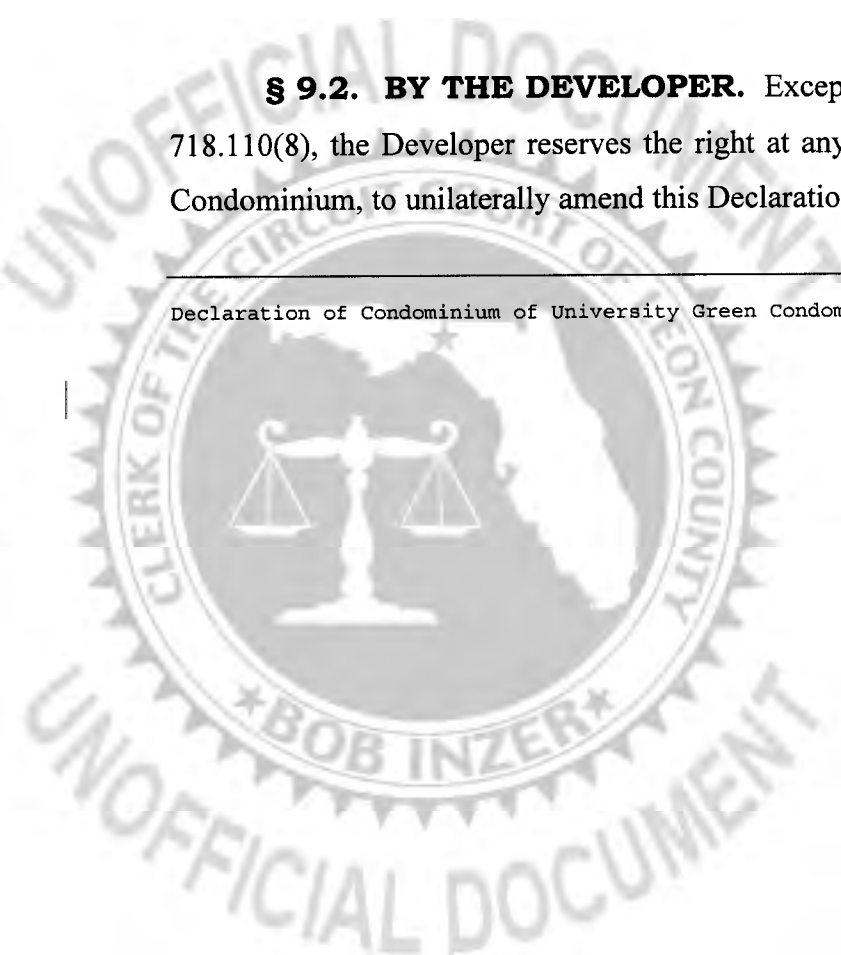 UNOFFICIAL DOCUMENT
§ 9.2. BY THE DEVELOPER. Excep
718.110(8), the Developer reserves the right at any
Condominium, to unilaterally amend this Declaratio
Declaration of Condominium of University Green Condom
CLERK OF THE CIRCUIT COURT OF LEON COUNTY
★BOB INZER★
UNOFFICIAL DOCUMENT